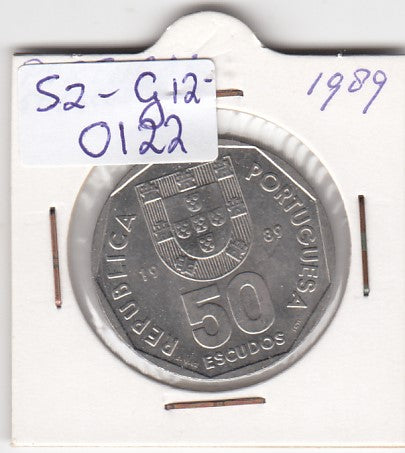 S2-G12-
0122
1989
REPUBLICA PORTUGUESA
19 89
50
ESCUDOS